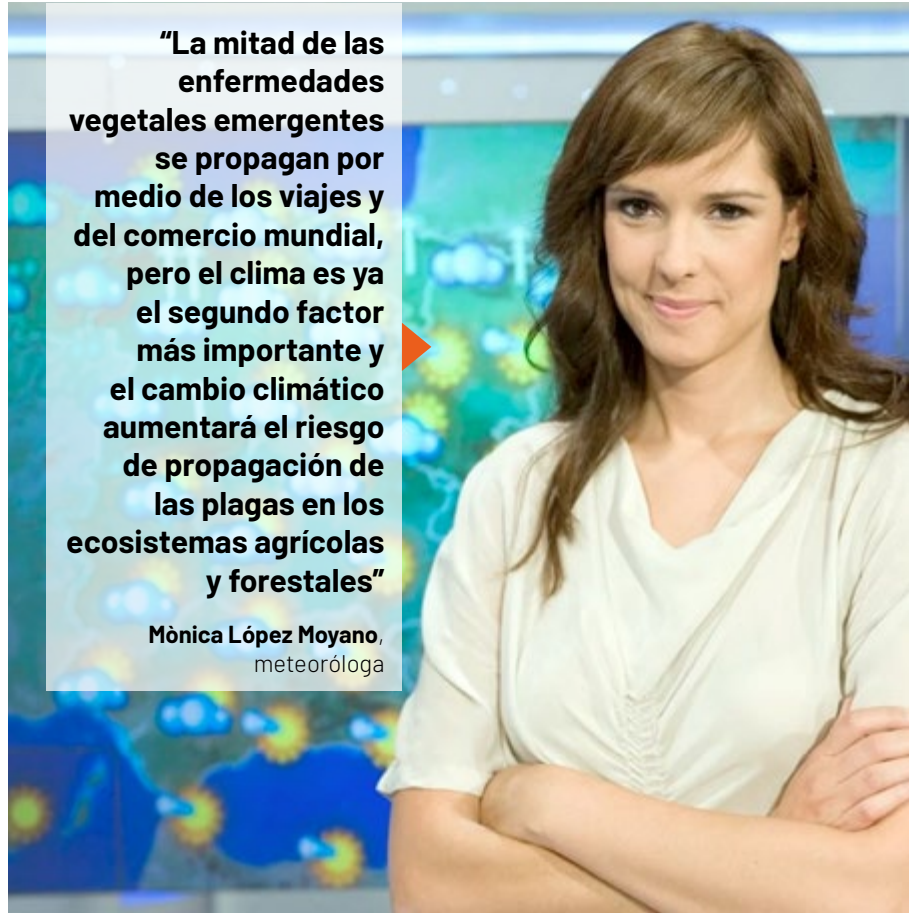 “La mitad de las
enfermedades
vegetales emergentes
se propagan por
medio de los viajes y
del comercio mundial,
pero el clima es ya
el segundo factor
más importante y
el cambio climático
aumentará el riesgo
de propagación de
las plagas en los
ecosistemas agrícolas
y forestales”
Mònica López Moyano,
meteoróloga